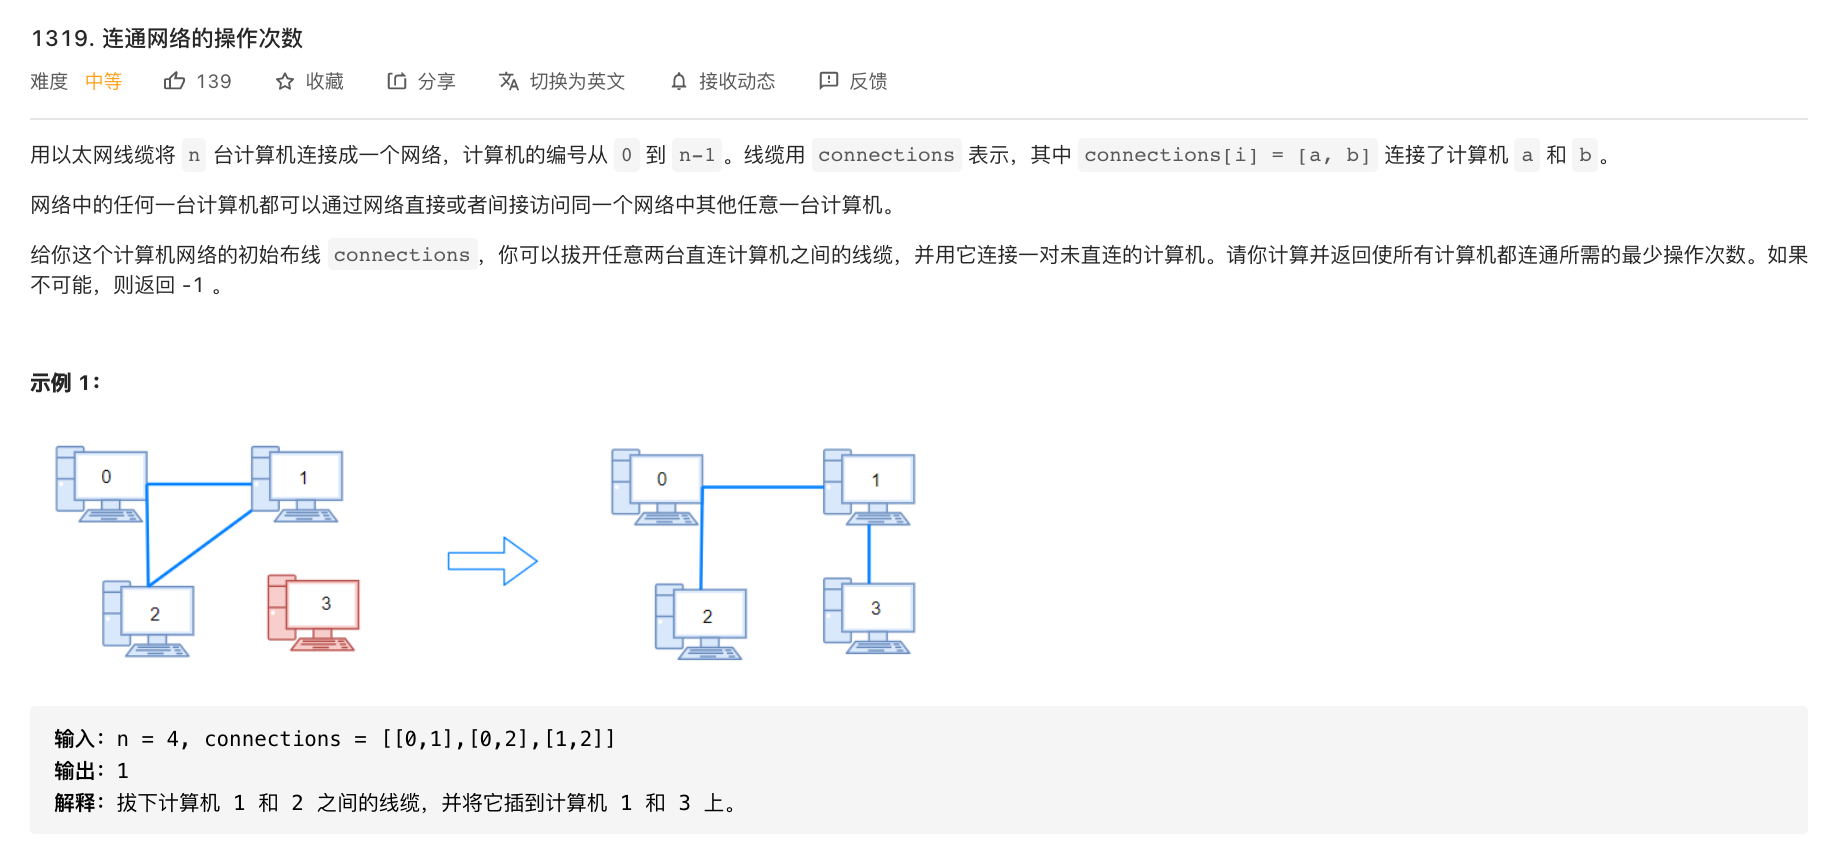 1319. 连通网络的操作次数
难度 中等 139 收藏 分享 切换为英文 接收动态 反馈
用以太网线缆将 n 台计算机连接成一个网络，计算机的编号从 0 到 n-1。线缆用 connections 表示，其中 connections[i] = [a, b] 连接了计算机 a 和 b。
网络中的任何一台计算机都可以通过网络直接或者间接访问同一个网络中其他任意一台计算机。
给你这个计算机网络的初始布线 connections，你可以拔开任意两台直连计算机之间的线缆，并用它连接一对未直连的计算机。请你计算并返回使所有计算机都连通所需的最少操作次数。如果
不可能，则返回 -1 。
示例 1：
0 1 0 1
2 3 2 3
输入：n = 4, connections = [[0,1],[0,2],[1,2]]
输出：1
解释：拔下计算机 1 和 2 之间的线缆，并将它插到计算机 1 和 3 上。